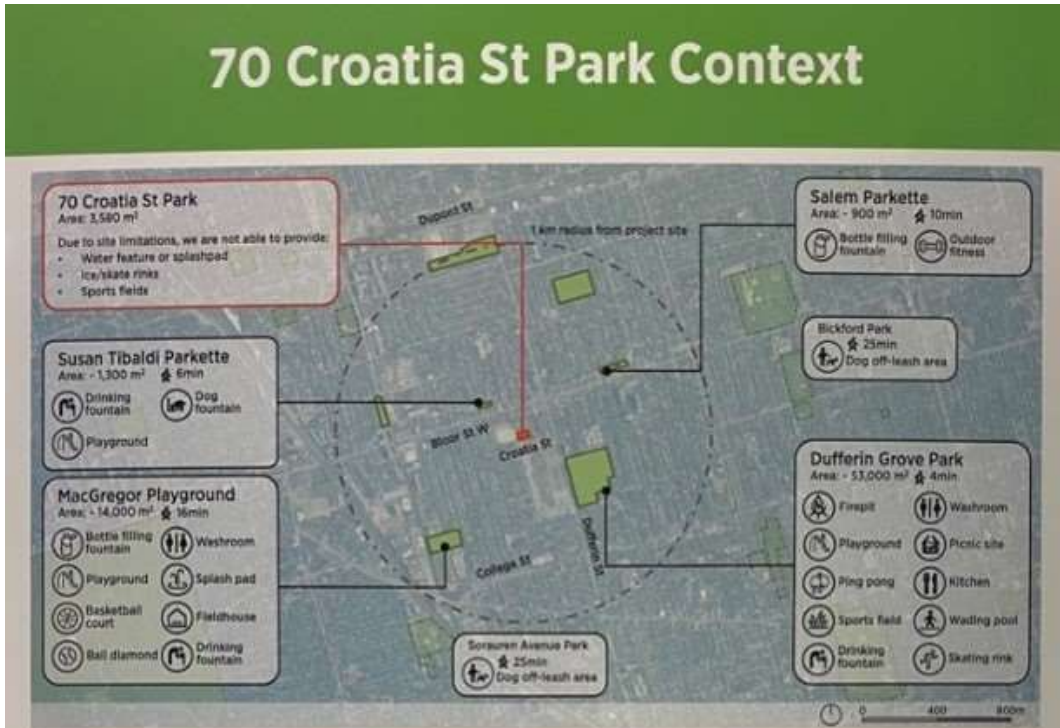 70 Croatia St Park Context
70 Croatia St Park
Area: 3,580 m²
Due to site limitations, we are not able to provide:
• Water feature or splashpad
• Ice/skate rinks
• Sports fields
Dupont St
1 km radius from project site
Salem Parkette
Area: ~ 900 m² 10min
Bottle filling
fountain
Outdoor
fitness
Bickford Park
25min
Dog off-leash area
Susan Tibaldi Parkette
Area: ~ 1,300 m² 6min
Drinking
fountain
Dog
fountain
Playground
Bloor St W
Croatia St
MacGregor Playground
Area: ~ 14,000 m² 16min
Bottle filling
fountain
Washroom
Playground
Splash pad
Basketball
court
Fieldhouse
Ball diamond
Drinking
fountain
College St
Dufferin St
Dufferin Grove Park
Area: ~ 53,000 m² 4min
Firepit
Washroom
Playground
Picnic site
Ping pong
Kitchen
Sports field
Wading pool
Drinking
fountain
Skating rink
Sorauren Avenue Park
25min
Dog off-leash area
0 400 800m